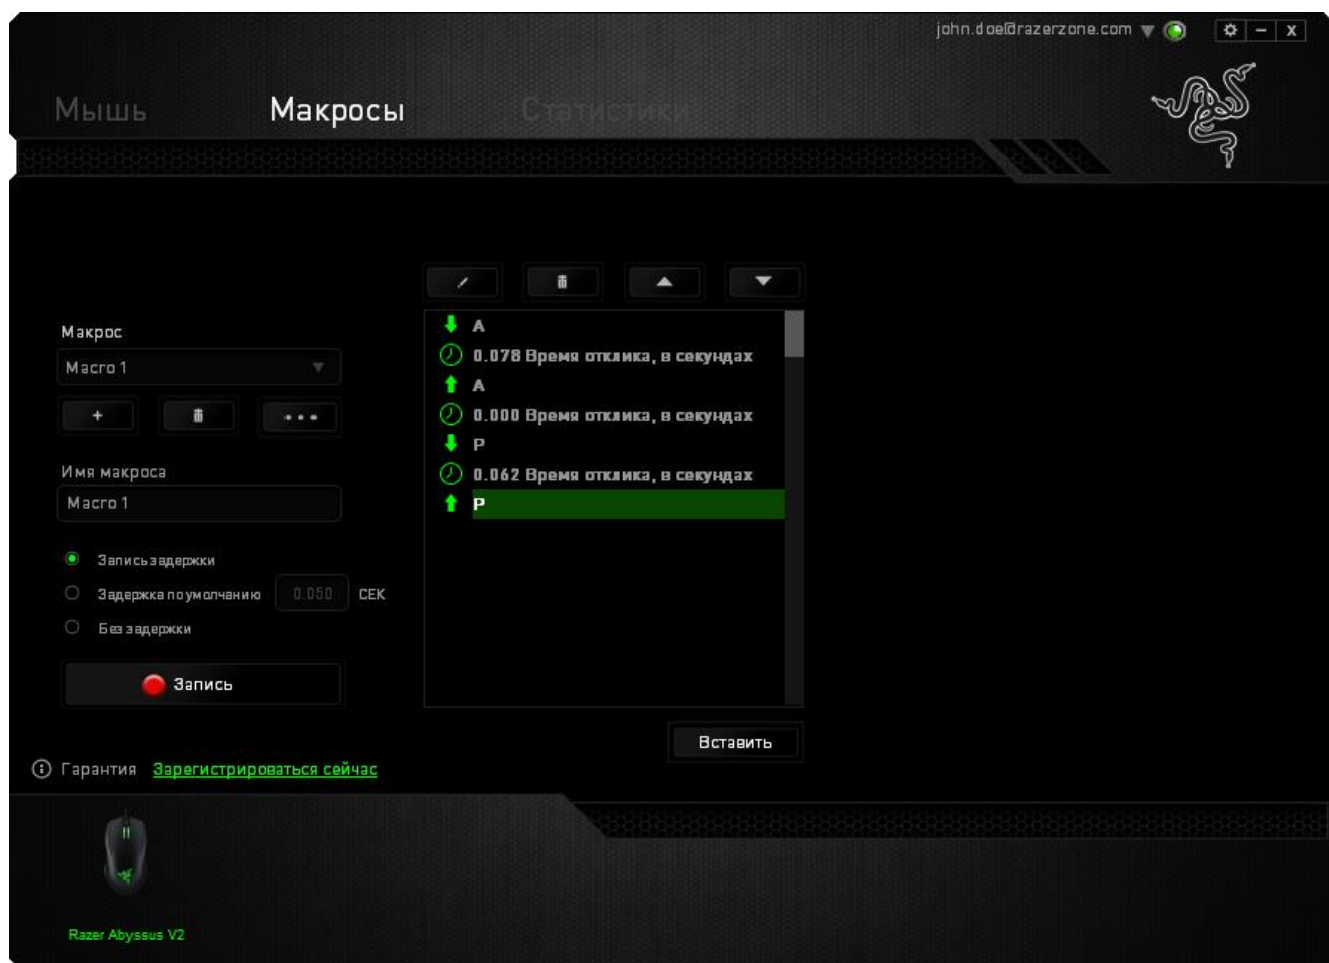 john.doe@razerzone.com
Мышь Макросы Статистики
Макрос
Macro 1
Имя макроса
Macro 1
Запись задержки
Задержка по умолчанию 0.050 СЕК
Без задержки
Запись
A
0.078 Время отклика, в секундах
A
0.000 Время отклика, в секундах
P
0.062 Время отклика, в секундах
P
Вставить
Гарантия Зарегистрироваться сейчас
Razer Abyssus V2